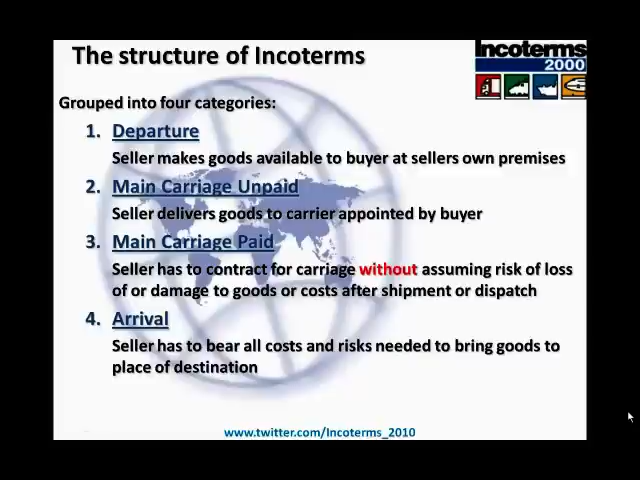 The structure of Incoterms
Incoterms
2000
Grouped into four categories:
1. Departure
Seller makes goods available to buyer at sellers own premises
2. Main Carriage Unpaid
Seller delivers goods to carrier appointed by buyer
3. Main Carriage Paid
Seller has to contract for carriage without assuming risk of loss
of or damage to goods or costs after shipment or dispatch
4. Arrival
Seller has to bear all costs and risks needed to bring goods to
place of destination
www.twitter.com/Incoterms_2010